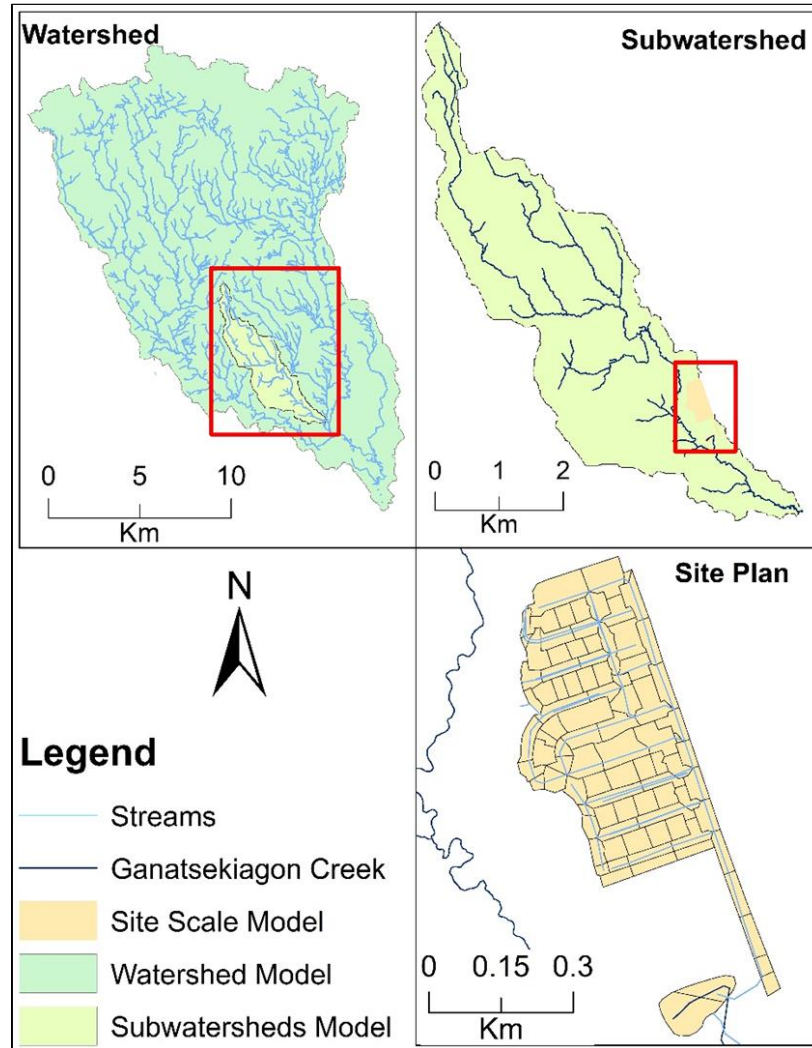 Watershed
0 5 10
Km
Subwatershed
0 1 2
Km
N
Legend
Streams
Ganatsekiagon Creek
Site Scale Model
Watershed Model
Subwatersheds Model
Site Plan
0 0.15 0.3
Km